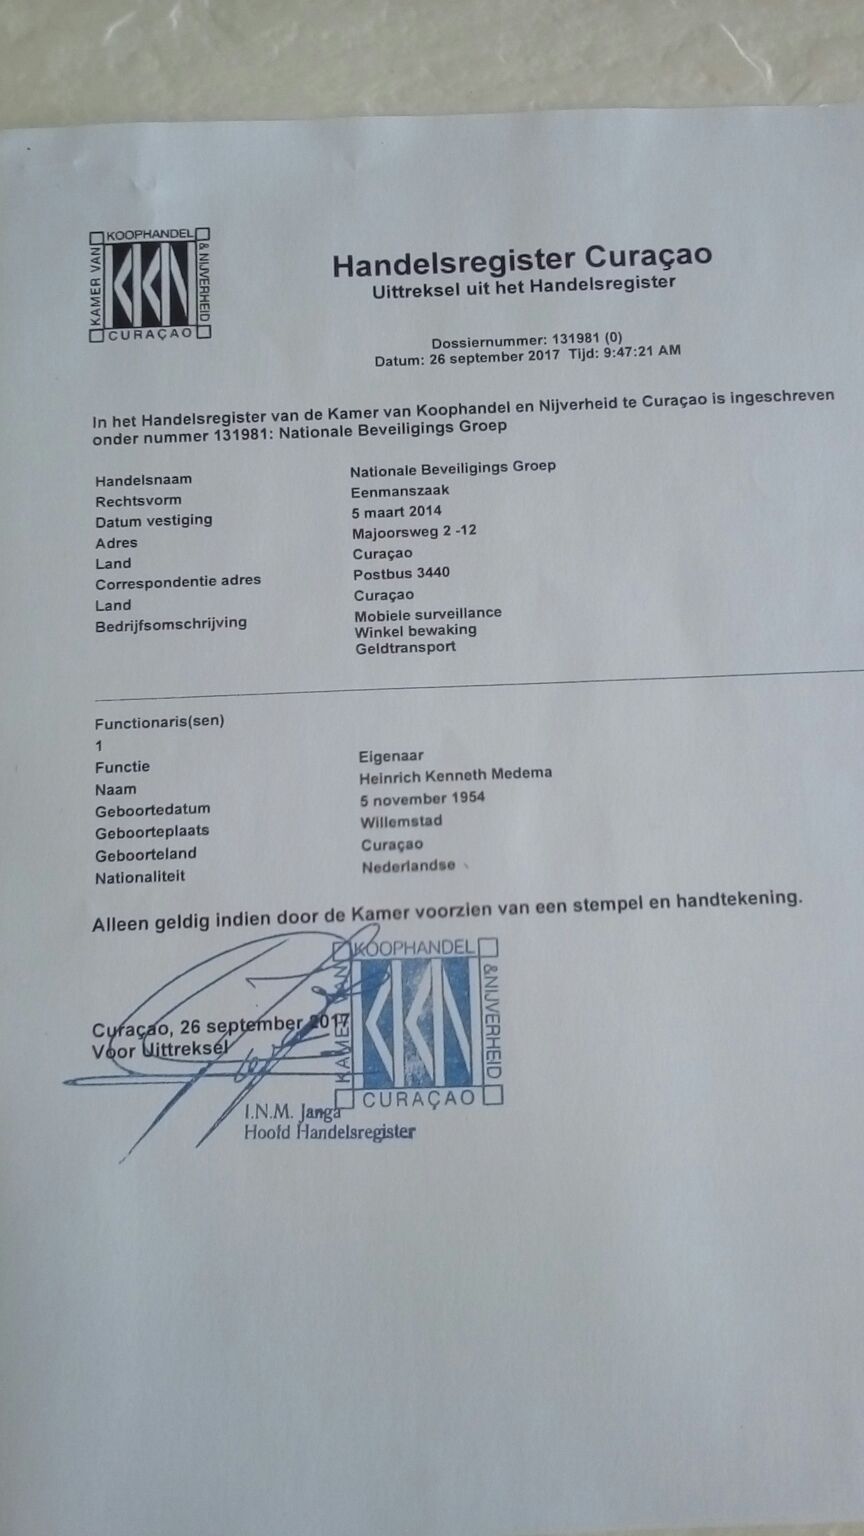 KAMER VAN
KOOPHANDEL
& NIJVERHEID
KKN
CURAÇAO
Handelsregister Curaçao
Uittreksel uit het Handelsregister
Dossiernummer: 131981 (0)
Datum: 26 september 2017 Tijd: 9:47:21 AM
In het Handelsregister van de Kamer van Koophandel en Nijverheid te Curaçao is ingeschreven
onder nummer 131981: Nationale Beveiligings Groep
Handelsnaam Nationale Beveiligings Groep
Rechtsvorm Eenmanszaak
Datum vestiging 5 maart 2014
Adres Majoorsweg 2 -12
Land Curaçao
Correspondentie adres Postbus 3440
Land Curaçao
Bedrijfsomschrijving Mobiele surveillance
Winkel bewaking
Geldtransport
Functionaris(sen)
1
Functie Eigenaar
Naam Heinrich Kenneth Medema
Geboortedatum 5 november 1954
Geboorteplaats Willemstad
Geboorteland Curaçao
Nationaliteit Nederlandse
Alleen geldig indien door de Kamer voorzien van een stempel en handtekening.
KAMER VAN
KOOPHANDEL
&NIJVERHEID
KKN
CURAÇAO
Curaçao, 26 september 2017
Voor Uittreksel
I.N.M. Janga
Hoofd Handelsregister